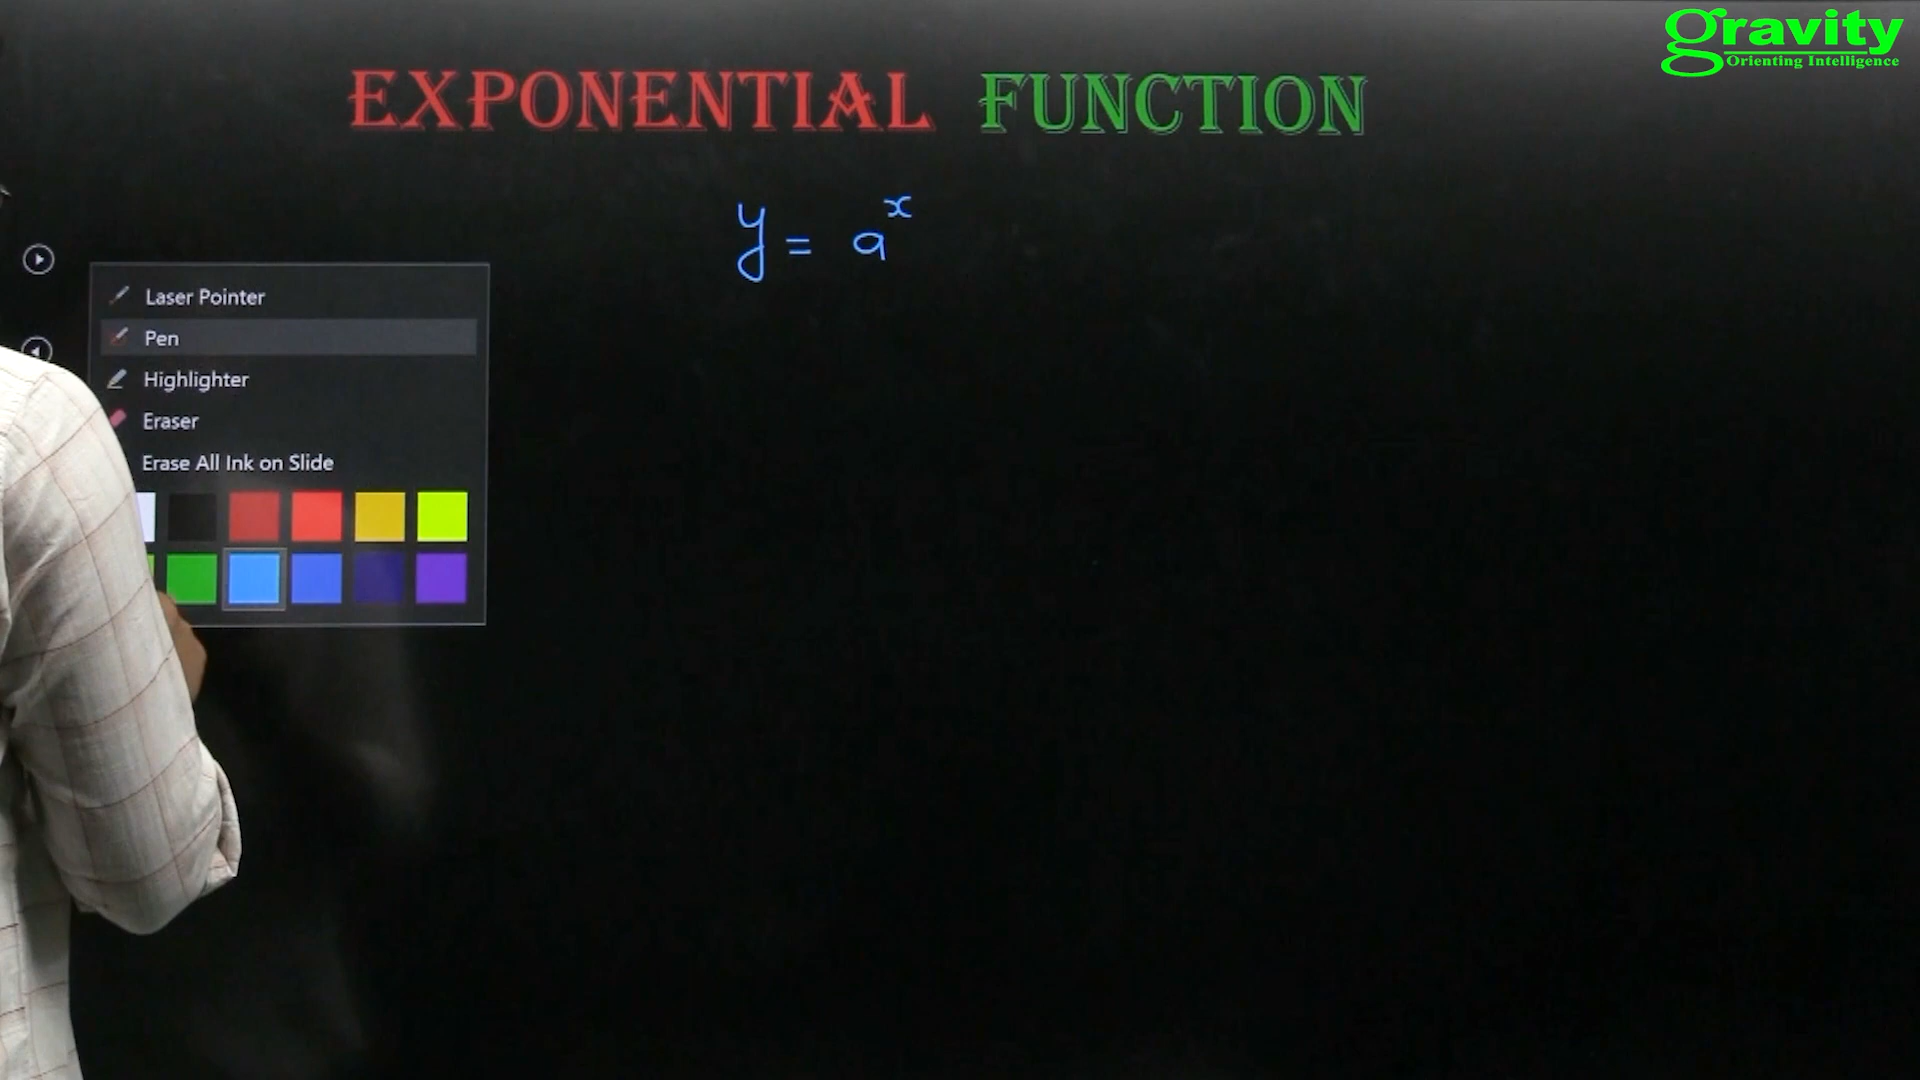 gravity
Orienting Intelligence
EXPONENTIAL FUNCTION
y = a^x
Laser Pointer
Pen
Highlighter
Eraser
Erase All Ink on Slide